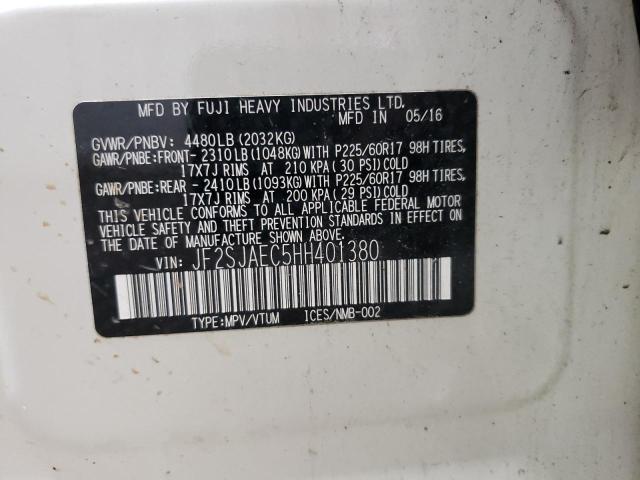 MFD BY FUJI HEAVY INDUSTRIES LTD.
MFD IN 05/16
GVWR/PNBV: 4480LB (2032KG)
GAWR/PNBE:FRONT- 2310LB(1048KG)WITH P225/60R17 98H TIRES,
17X7J RIMS AT 210 KPA(30 PSI)COLD
GAWR/PNBE:REAR - 2410LB(1093KG)WITH P225/60R17 98H TIRES,
17X7J RIMS AT 200 KPA(29 PSI)COLD
THIS VEHICLE CONFORMS TO ALL APPLICABLE FEDERAL MOTOR
VEHICLE SAFETY AND THEFT PREVENTION STANDARDS IN EFFECT ON
THE DATE OF MANUFACTURE SHOWN ABOVE.
VIN: JF2SJAEC5HH401380
TYPE:MPV/VTUM ICES/NMB-002